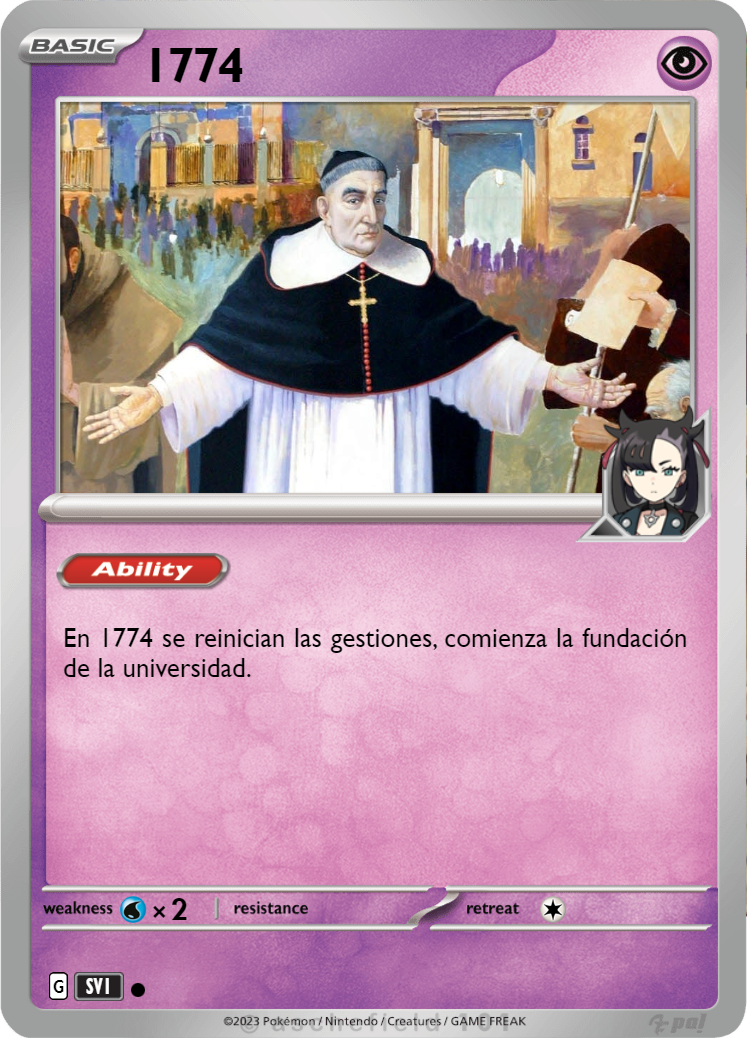 BASIC
1774
Ability
En 1774 se reinician las gestiones, comienza la fundación
de la universidad.
weakness × 2 | resistance retreat
G SVI
©2023 Pokémon / Nintendo / Creatures / GAME FREAK